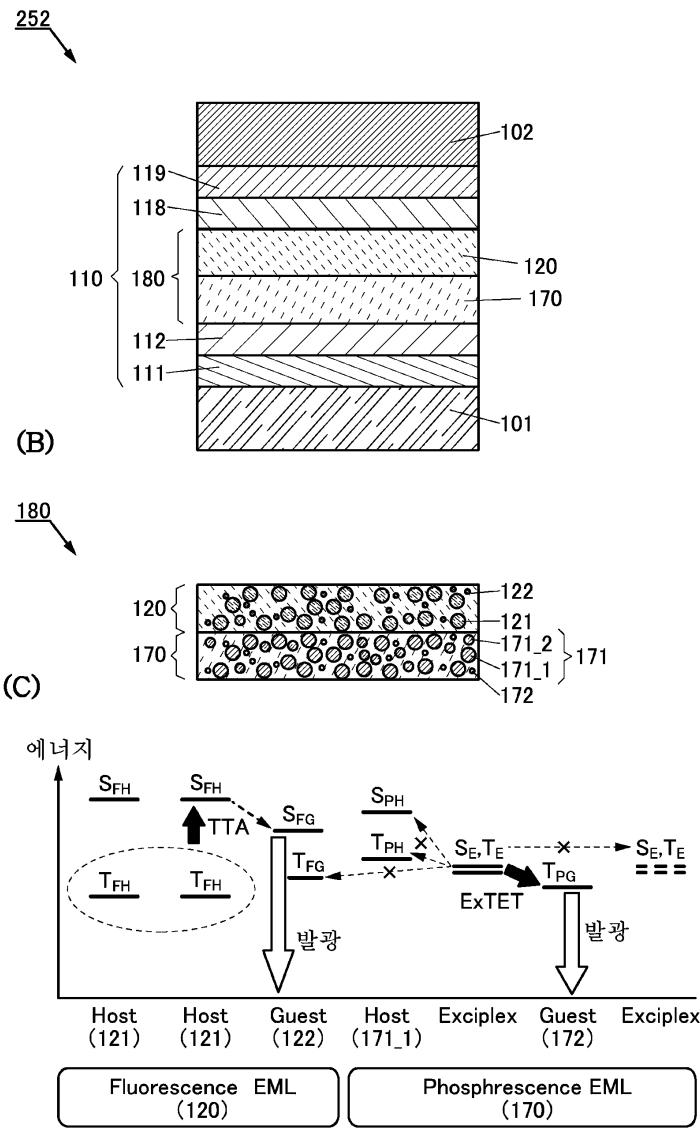 252
102
119
118
120
110
180
170
112
111
101
(B)
180
120
122
121
170
171_2
171_1
171
172
(C)
에너지
S_FH
S_FH
S_FG
S_PH
TTA
T_PH
S_E,T_E
S_E,T_E
T_FG
T_FH
T_FH
ExTET
T_PG
발광
발광
Host
(121)
Host
(121)
Guest
(122)
Host
(171_1)
Exciplex
Guest
(172)
Exciplex
Fluorescence EML
(120)
Phosphrescence EML
(170)